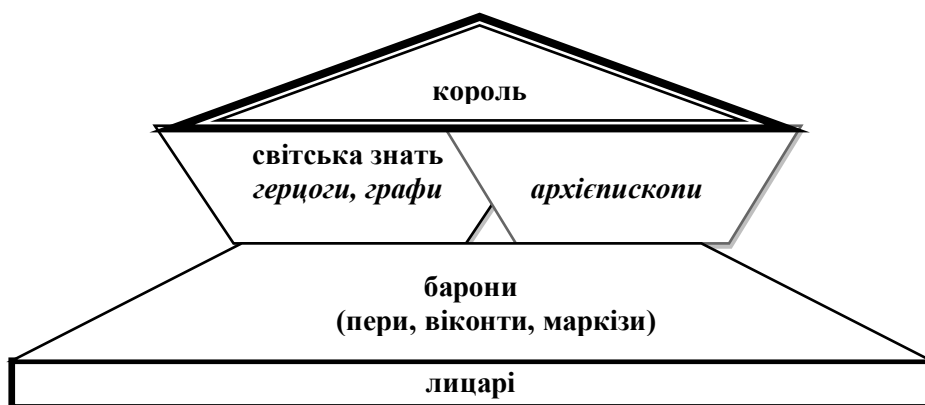 король
світська знать
герцоги, графи
архієпископи
барони
(пери, віконти, маркізи)
лицарі